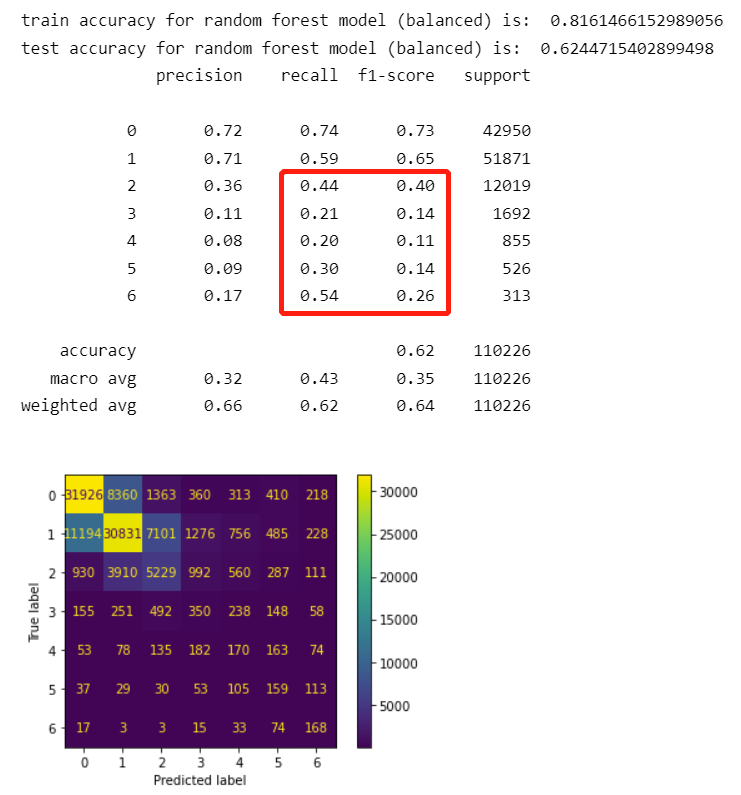 train accuracy for random forest model (balanced) is: 0.8161466152989056
test accuracy for random forest model (balanced) is: 0.6244715402899498
precision recall f1-score support
0 0.72 0.74 0.73 42950
1 0.71 0.59 0.65 51871
2 0.36 0.44 0.40 12019
3 0.11 0.21 0.14 1692
4 0.08 0.20 0.11 855
5 0.09 0.30 0.14 526
6 0.17 0.54 0.26 313
accuracy 0.62 110226
macro avg 0.32 0.43 0.35 110226
weighted avg 0.66 0.62 0.64 110226
0 31926 8360 1363 360 313 410 218
1 11194 30831 7101 1276 756 485 228
2 930 3910 5229 992 560 287 111
3 155 251 492 350 238 148 58
4 53 78 135 182 170 163 74
5 37 29 30 53 105 159 113
6 17 3 3 15 33 74 168
0 1 2 3 4 5 6
Predicted label
True label
30000
25000
20000
15000
10000
5000